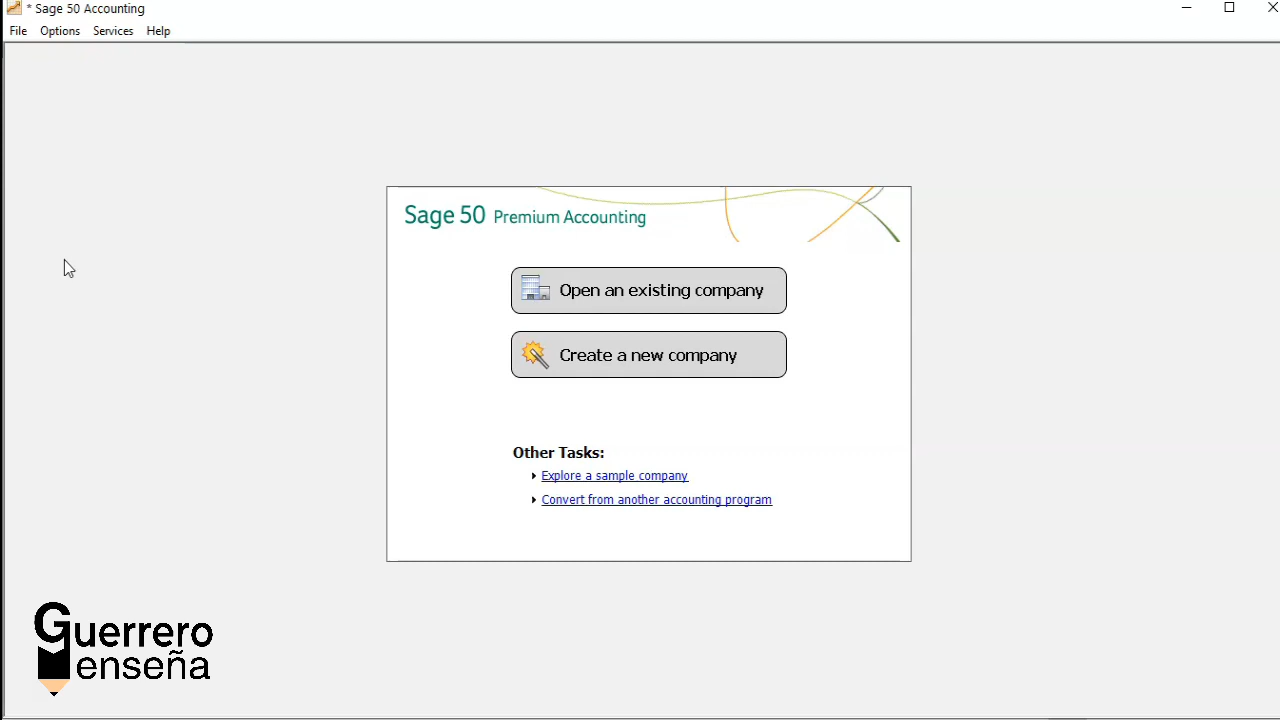 * Sage 50 Accounting
File Options Services Help
Sage 50 Premium Accounting
Open an existing company
Create a new company
Other Tasks:
Explore a sample company
Convert from another accounting program
Guerrero
enseña